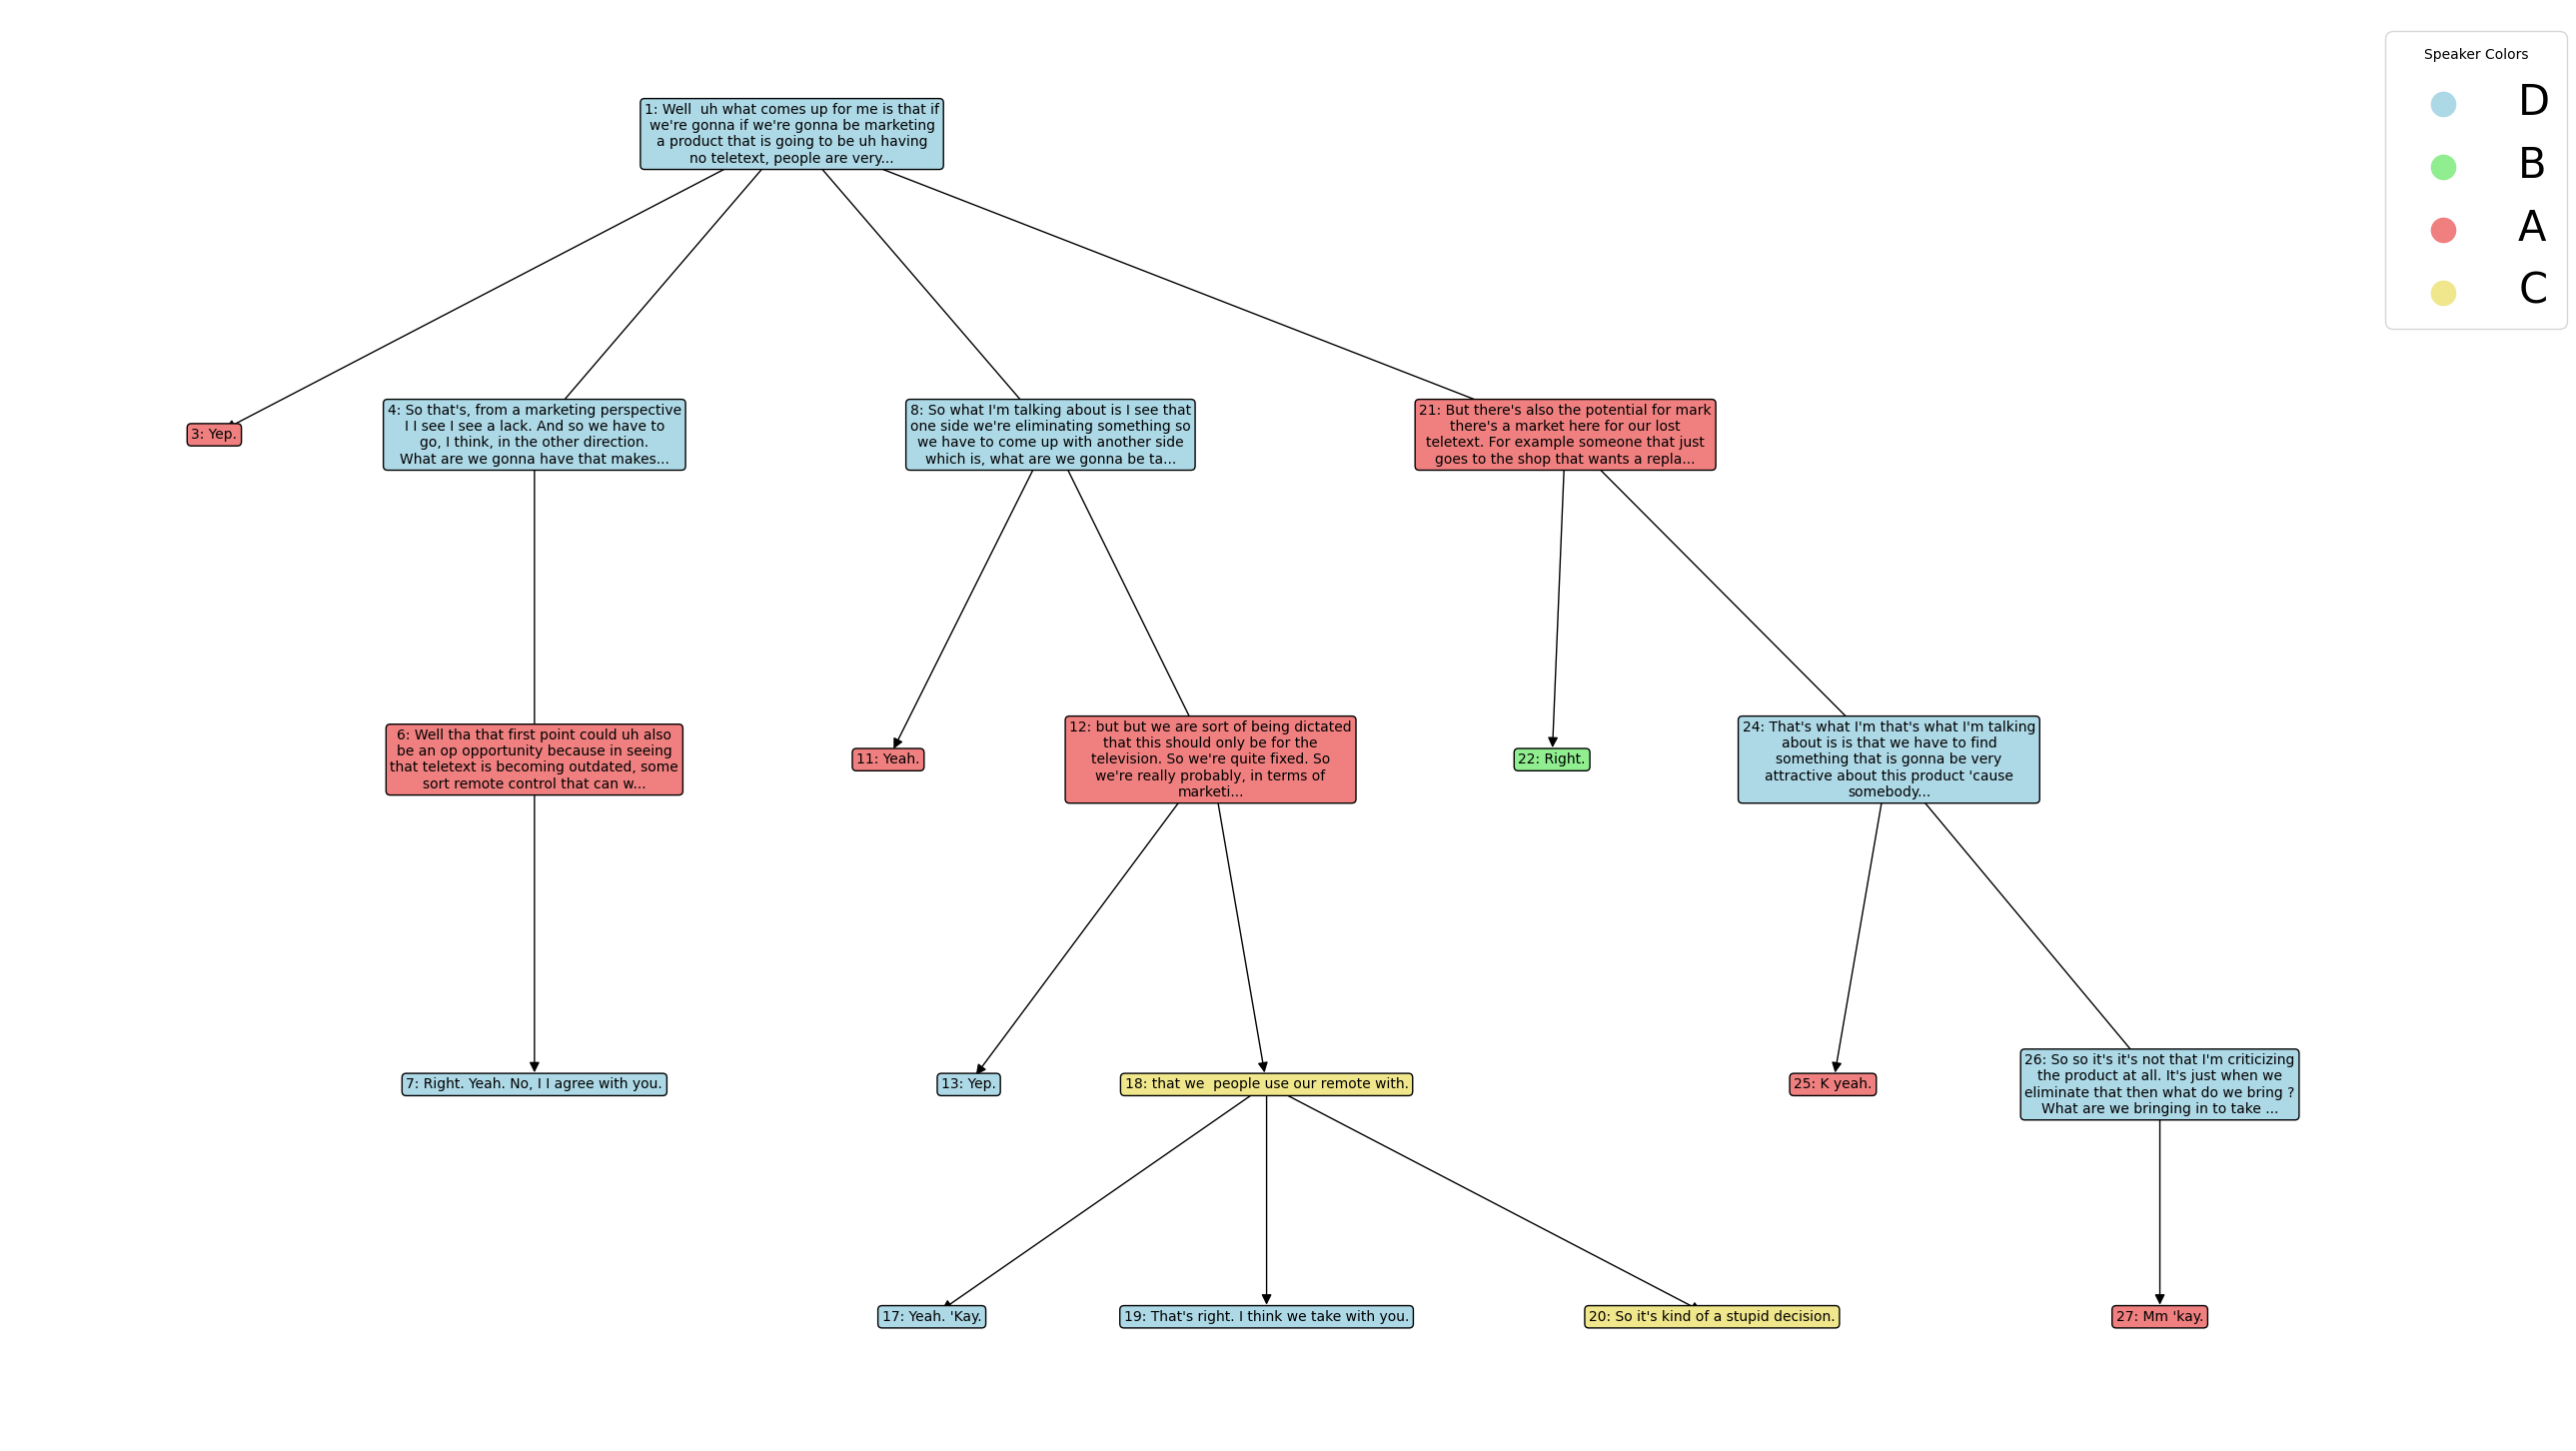 Speaker Colors
D
B
A
C
1: Well  uh what comes up for me is that if
we're gonna if we're gonna be marketing
a product that is going to be uh having
no teletext, people are very...
3: Yep.
4: So that's, from a marketing perspective
I I see I see a lack. And so we have to
go, I think, in the other direction.
What are we gonna have that makes...
8: So what I'm talking about is I see that
one side we're eliminating something so
we have to come up with another side
which is, what are we gonna be ta...
21: But there's also the potential for mark
there's a market here for our lost
teletext. For example someone that just
goes to the shop that wants a repla...
6: Well tha that first point could uh also
be an op opportunity because in seeing
that teletext is becoming outdated, some
sort remote control that can w...
11: Yeah.
12: but but we are sort of being dictated
that this should only be for the
television. So we're quite fixed. So
we're really probably, in terms of
marketi...
22: Right.
24: That's what I'm that's what I'm talking
about is is that we have to find
something that is gonna be very
attractive about this product 'cause
somebody...
7: Right. Yeah. No, I I agree with you.
13: Yep.
18: that we  people use our remote with.
25: K yeah.
26: So so it's it's not that I'm criticizing
the product at all. It's just when we
eliminate that then what do we bring ?
What are we bringing in to take ...
17: Yeah. 'Kay.
19: That's right. I think we take with you.
20: So it's kind of a stupid decision.
27: Mm 'kay.